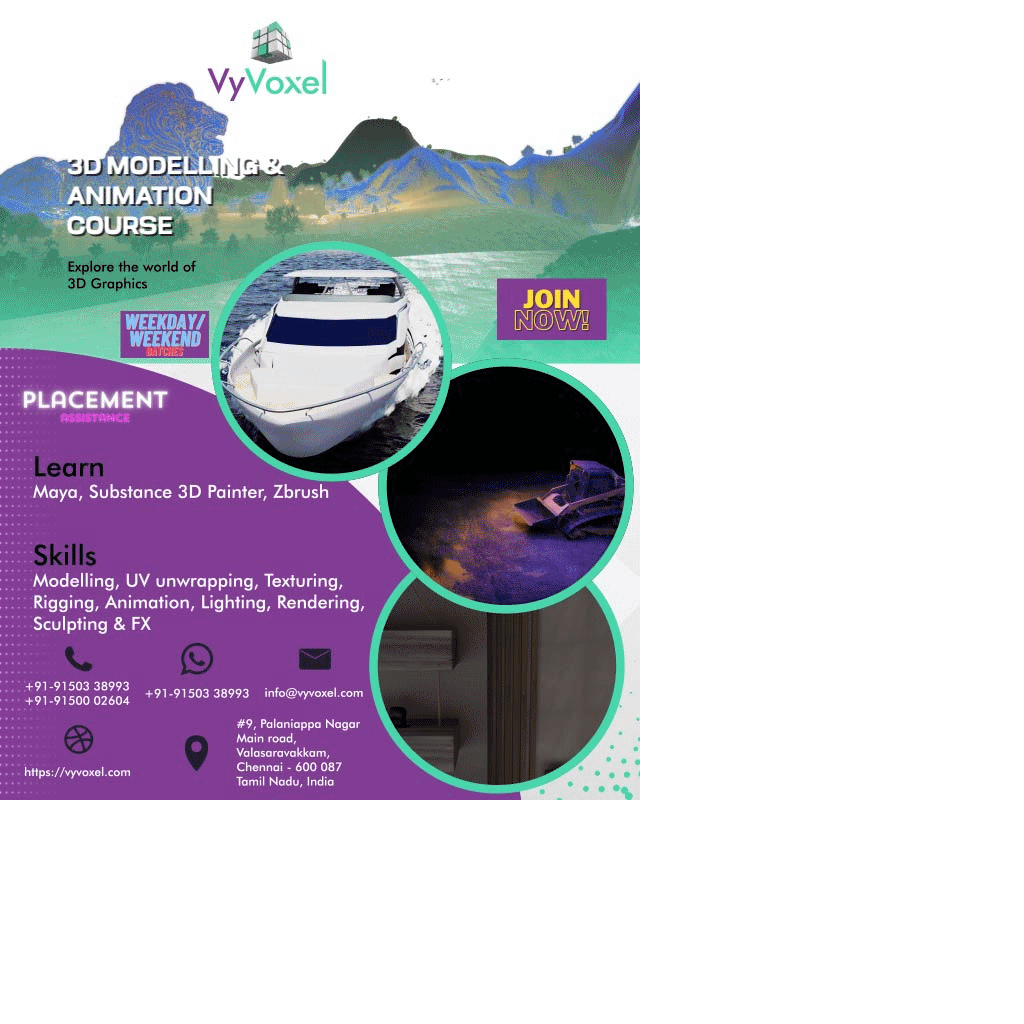 VyVoxel
3D MODELLING &
ANIMATION
COURSE
Explore the world of
3D Graphics
WEEKDAY/
WEEKEND
BATCHES
JOIN
NOW!
PLACEMENT
ASSISTANCE
Learn
Maya, Substance 3D Painter, Zbrush
Skills
Modelling, UV unwrapping, Texturing,
Rigging, Animation, Lighting, Rendering,
Sculpting & FX
+91-91503 38993
+91-91500 02604
+91-91503 38993
info@vyvoxel.com
https://vyvoxel.com
#9, Palaniappa Nagar
Main road,
Valasaravakkam,
Chennai - 600 087
Tamil Nadu, India